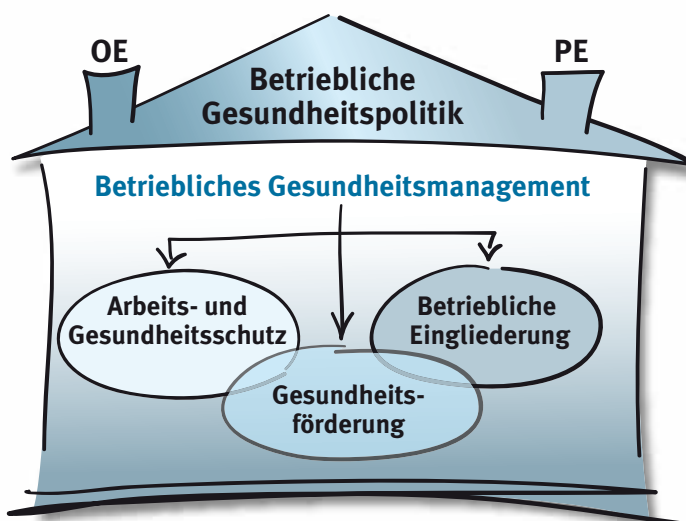 OE
PE
Betriebliche
Gesundheitspolitik
Betriebliches Gesundheitsmanagement
Arbeits- und
Gesundheitsschutz
Betriebliche
Eingliederung
Gesundheits-
förderung